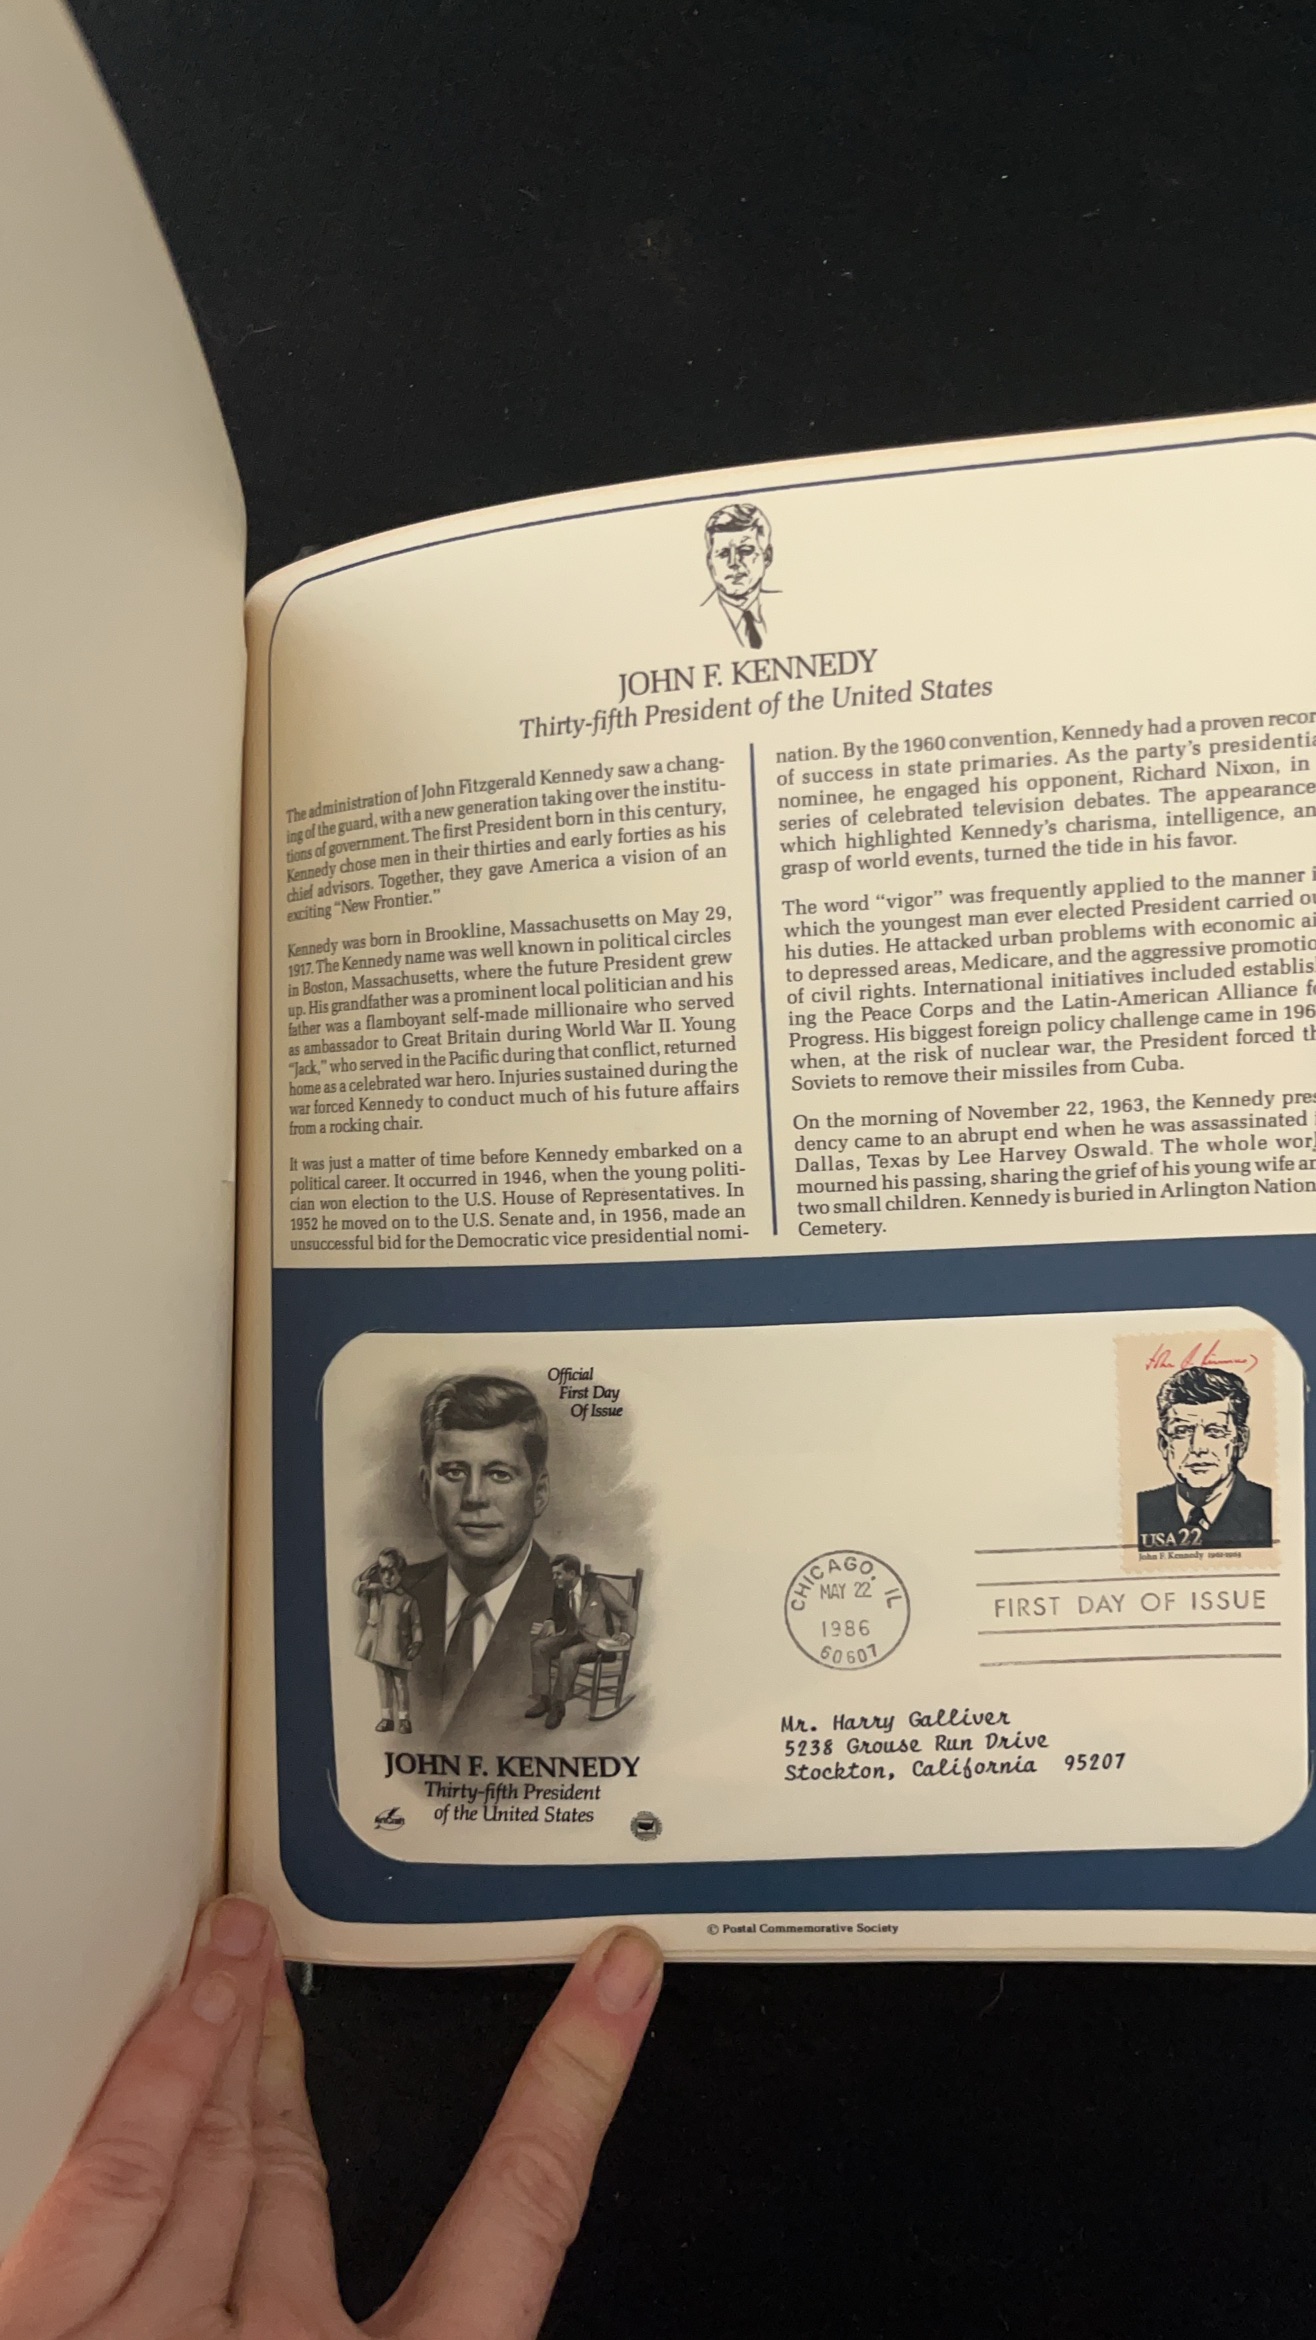 JOHN F. KENNEDY
Thirty-fifth President of the United States
The administration of John Fitzgerald Kennedy saw a chang-
ing of the guard, with a new generation taking over the institu-
tions of government. The first President born in this century,
Kennedy chose men in their thirties and early forties as his
chief advisors. Together, they gave America a vision of an
exciting “New Frontier.”
Kennedy was born in Brookline, Massachusetts on May 29,
1917. The Kennedy name was well known in political circles
in Boston, Massachusetts, where the future President grew
up. His grandfather was a prominent local politician and his
father was a flamboyant self-made millionaire who served
as ambassador to Great Britain during World War II. Young
“Jack,” who served in the Pacific during that conflict, returned
home as a celebrated war hero. Injuries sustained during the
war forced Kennedy to conduct much of his future affairs
from a rocking chair.
It was just a matter of time before Kennedy embarked on a
political career. It occurred in 1946, when the young politi-
cian won election to the U.S. House of Representatives. In
1952 he moved on to the U.S. Senate and, in 1956, made an
unsuccessful bid for the Democratic vice presidential nomi-
nation. By the 1960 convention, Kennedy had a proven recor
of success in state primaries. As the party’s presidentia
nominee, he engaged his opponent, Richard Nixon, in
series of celebrated television debates. The appearance
which highlighted Kennedy’s charisma, intelligence, an
grasp of world events, turned the tide in his favor.
The word “vigor” was frequently applied to the manner i
which the youngest man ever elected President carried ou
his duties. He attacked urban problems with economic ai
to depressed areas, Medicare, and the aggressive promotio
of civil rights. International initiatives included establis
ing the Peace Corps and the Latin-American Alliance f
Progress. His biggest foreign policy challenge came in 196
when, at the risk of nuclear war, the President forced th
Soviets to remove their missiles from Cuba.
On the morning of November 22, 1963, the Kennedy pres
dency came to an abrupt end when he was assassinated
Dallas, Texas by Lee Harvey Oswald. The whole wor
mourned his passing, sharing the grief of his young wife an
two small children. Kennedy is buried in Arlington Nation
Cemetery.
Official
First Day
Of Issue
USA 22
John F. Kennedy
CHICAGO, IL
MAY 22
1986
60607
FIRST DAY OF ISSUE
Mr. Harry Galliver
5238 Grouse Run Drive
Stockton, California 95207
JOHN F. KENNEDY
Thirty-fifth President
of the United States
© Postal Commemorative Society